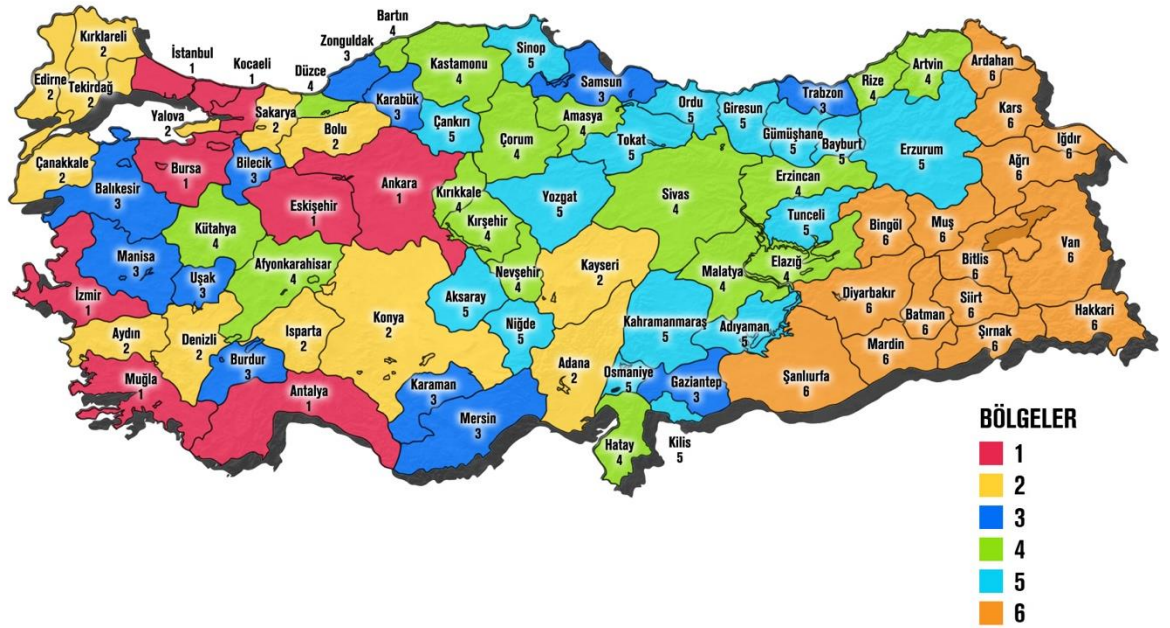 Kırklareli
2
Edirne
2
Tekirdağ
2
İstanbul
1
Kocaeli
1
Yalova
2
Sakarya
2
Düzce
4
Zonguldak
3
Bartın
4
Karabük
3
Kastamonu
4
Sinop
5
Samsun
3
Çankırı
5
Bolu
2
Çorum
4
Amasya
4
Tokat
5
Ordu
5
Giresun
5
Trabzon
3
Gümüşhane
5
Bayburt
5
Rize
4
Artvin
4
Ardahan
6
Kars
6
Iğdır
6
Ağrı
6
Erzurum
5
Erzincan
4
Çanakkale
2
Balıkesir
3
Bursa
1
Bilecik
3
Eskişehir
1
Ankara
1
Kırıkkale
4
Kırşehir
4
Yozgat
5
Sivas
4
Tunceli
5
Bingöl
6
Muş
6
Van
6
Bitlis
6
Kütahya
4
Manisa
3
Uşak
3
Afyonkarahisar
4
İzmir
1
Aydın
2
Denizli
2
Isparta
2
Burdur
3
Muğla
1
Antalya
1
Konya
2
Aksaray
5
Nevşehir
4
4
Niğde
5
Kayseri
2
Adana
2
Karaman
3
Mersin
3
Kahramanmaraş
5
Malatya
4
Elazığ
4
Adıyaman
5
Osmaniye
5
Gaziantep
3
Hatay
4
Kilis
5
Şanlıurfa
6
Diyarbakır
6
Mardin
6
Batman
6
Siirt
6
Şırnak
6
Hakkari
6
BÖLGELER
1
2
3
4
5
6